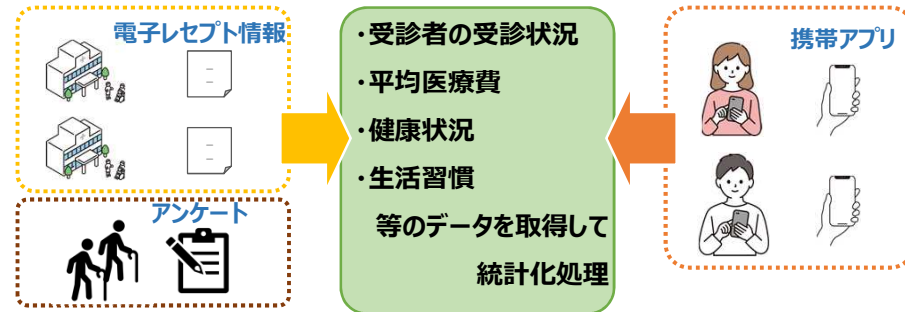 電子レセプト情報
アンケート
・受診者の受診状況
・平均医療費
・健康状況
・生活習慣
等のデータを取得して
統計化処理
携帯アプリ